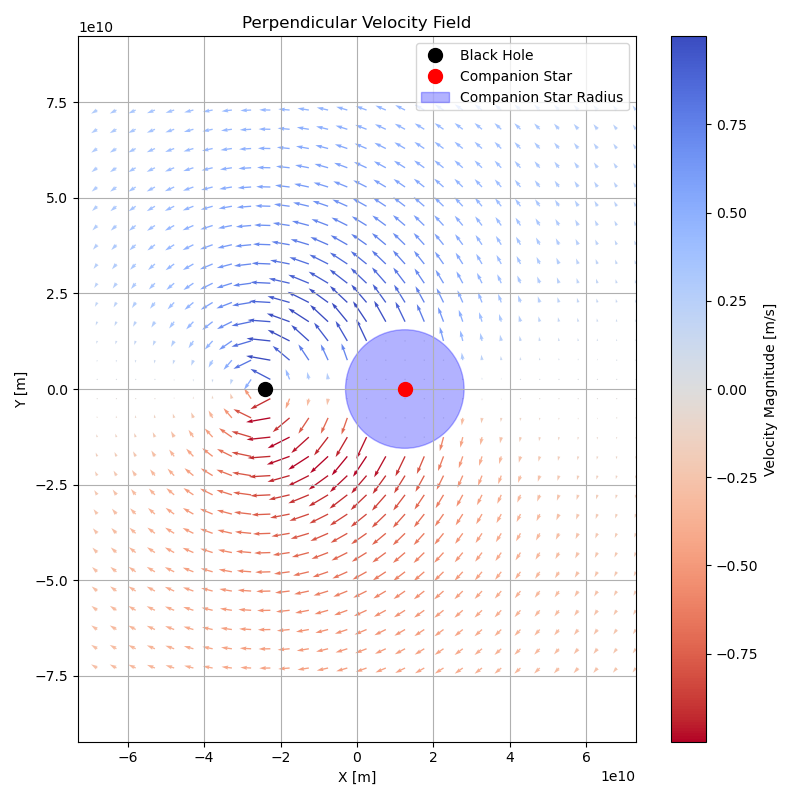 Perpendicular Velocity Field
1e10
Black Hole
Companion Star
Companion Star Radius
7.5
5.0
2.5
0.0
−2.5
−5.0
−7.5
Y [m]
−6
−4
−2
0
2
4
6
1e10
X [m]
0.75
0.50
0.25
0.00
−0.25
−0.50
−0.75
Velocity Magnitude [m/s]